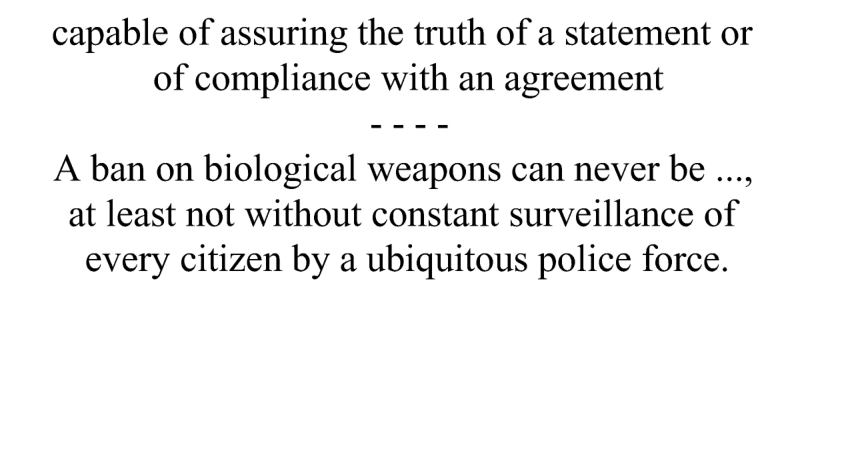 capable of assuring the truth of a statement or
of compliance with an agreement
- - - -
A ban on biological weapons can never be ...,
at least not without constant surveillance of
every citizen by a ubiquitous police force.